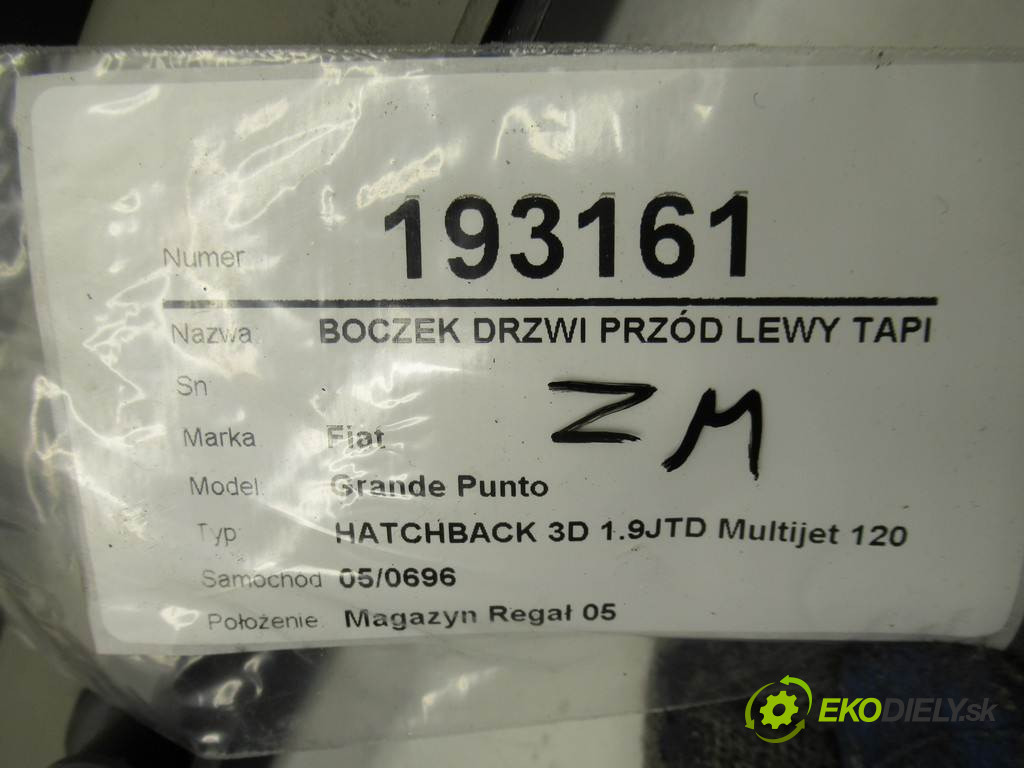 Numer 193161
Nazwa: BOCZEK DRZWI PRZÓD LEWY TAPI
Sn
ZM
Marka Fiat
Model: Grande Punto
Typ HATCHBACK 3D 1.9JTD Multijet 120
Samochod 05/0696
Położenie Magazyn Regał 05
EKODIELY.sk